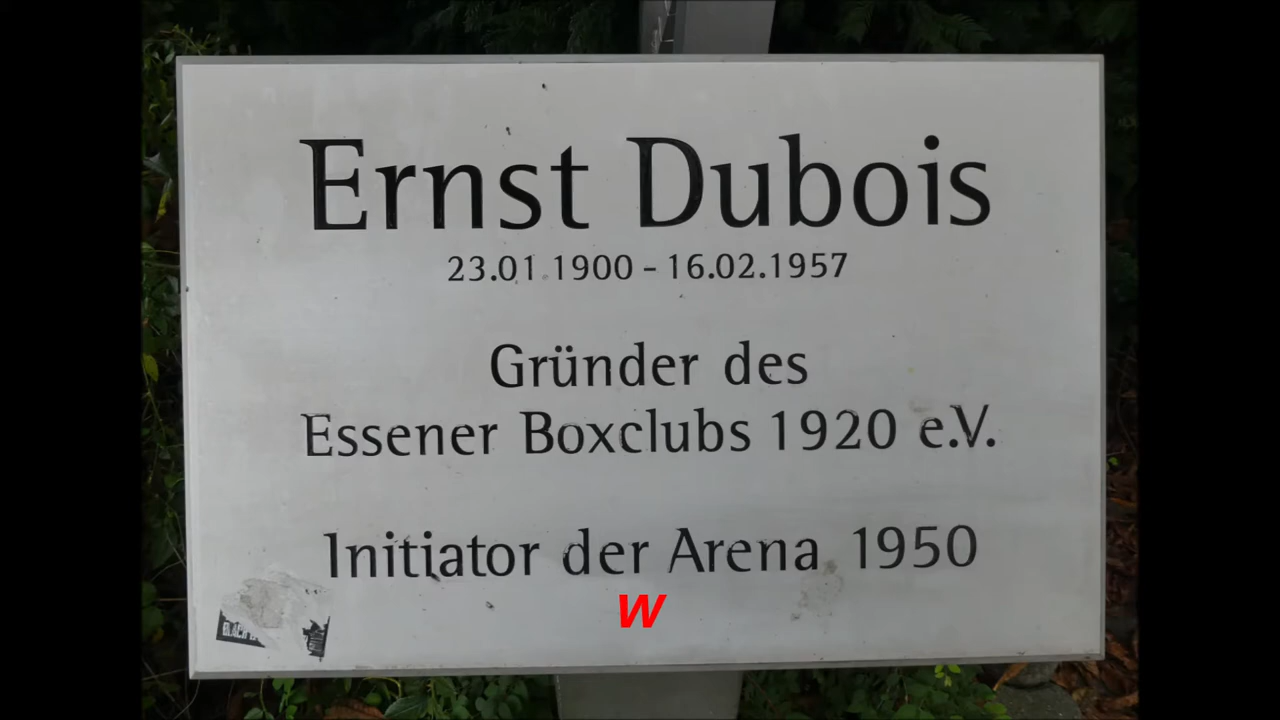 Ernst Dubois
23.01.1900 - 16.02.1957
Gründer des
Essener Boxclubs 1920 e.V.
Initiator der Arena 1950
W